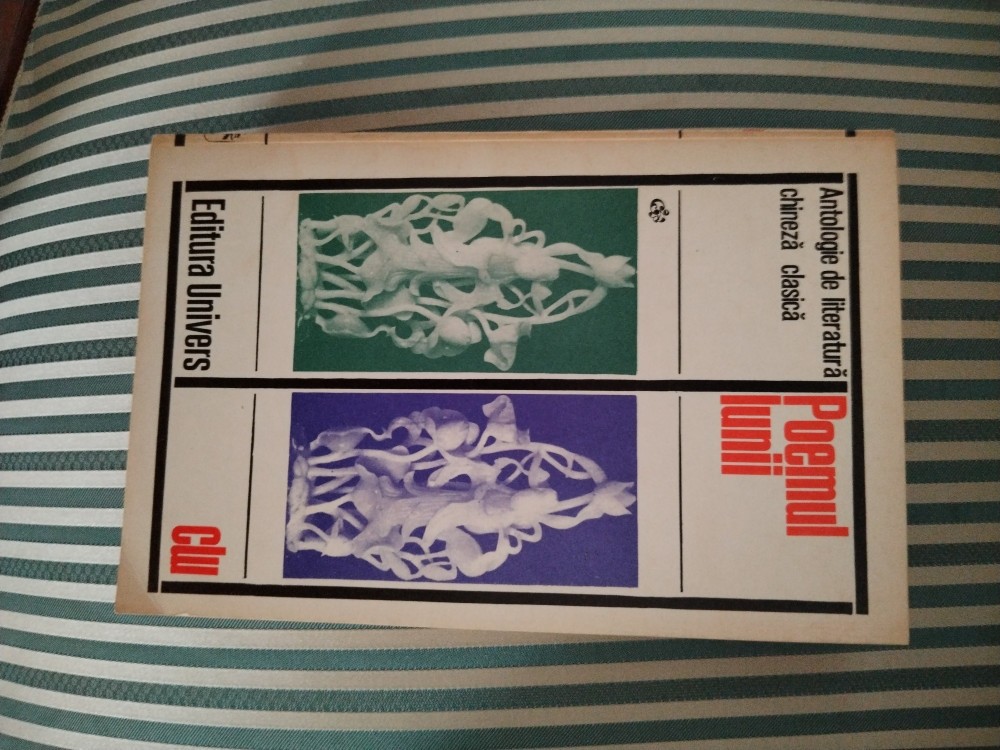 Antologie de literatură
chineză clasică
Poemul
lunii
Editura Univers
clu